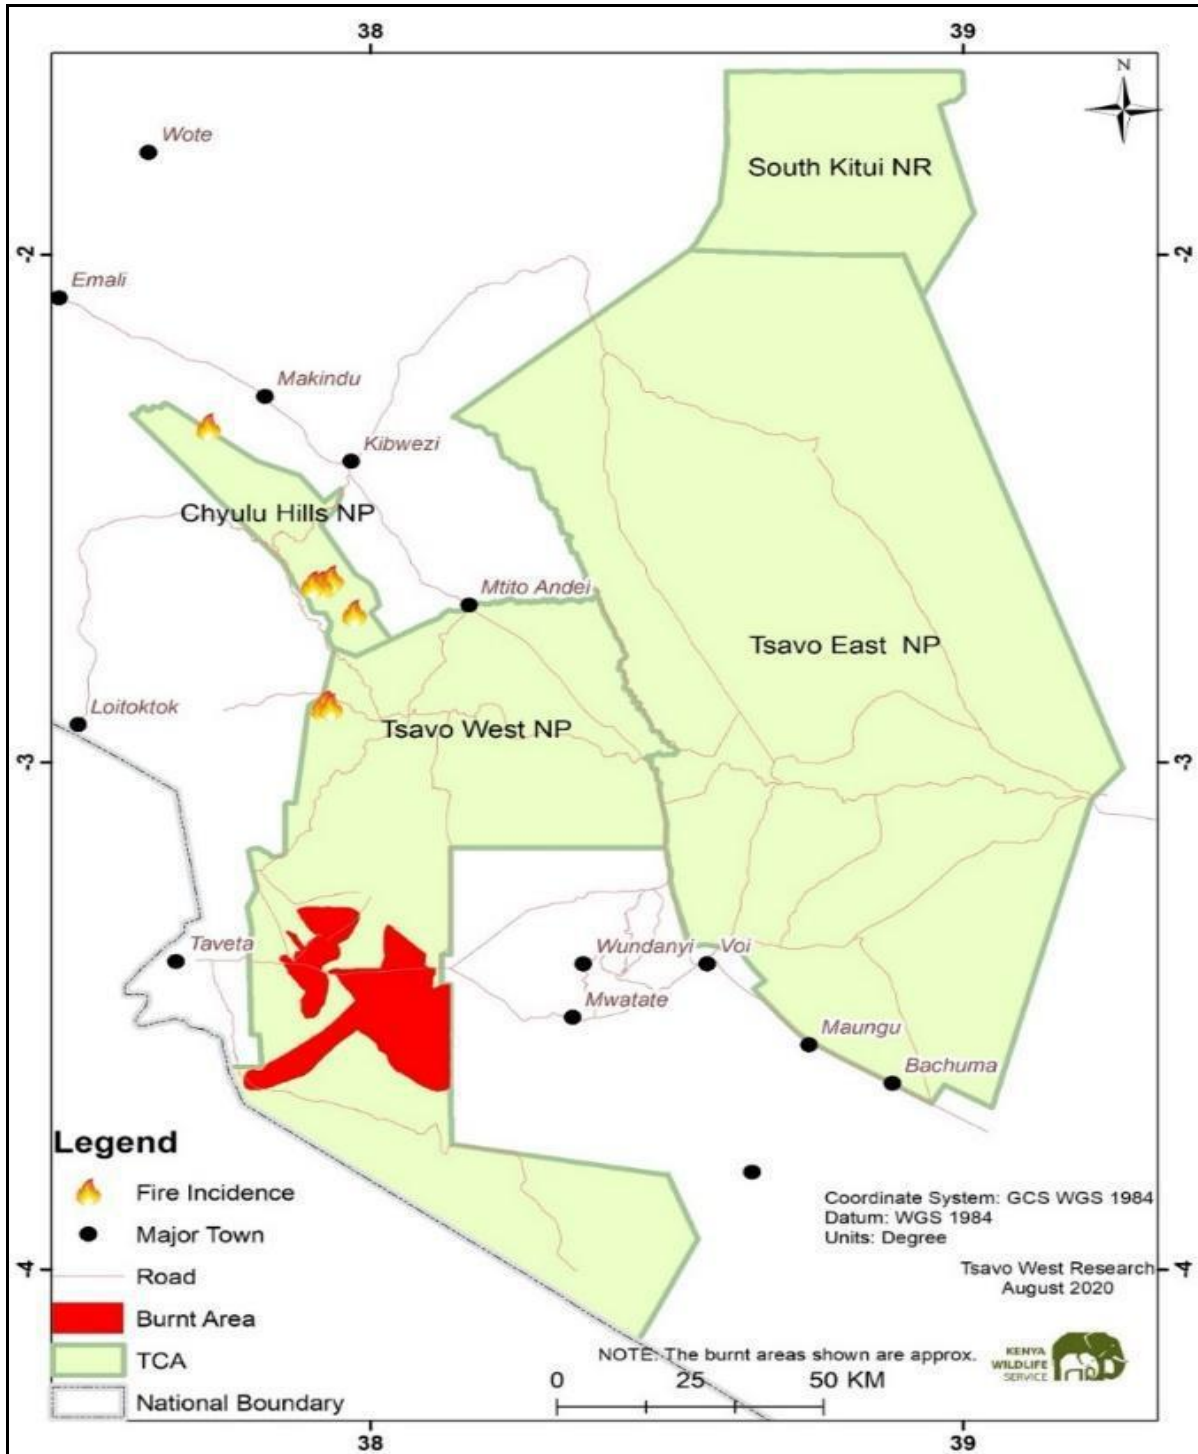 38
39
N
Wote
South Kitui NR
-2
-2
Emali
Makindu
Kibwezi
Chyulu Hills NP
Mtito Andei
Tsavo East NP
Loitoktok
Tsavo West NP
-3
-3
Taveta
Wundanyi
Voi
Mwatate
Maungu
Bachuma
Legend
Fire Incidence
Major Town
Road
Burnt Area
TCA
National Boundary
Coordinate System: GCS WGS 1984
Datum: WGS 1984
Units: Degree
-4
-4
Tsavo West Research
August 2020
NOTE: The burnt areas shown are approx.
KENYA
WILDLIFE
SERVICE
0 25 50 KM
38
39